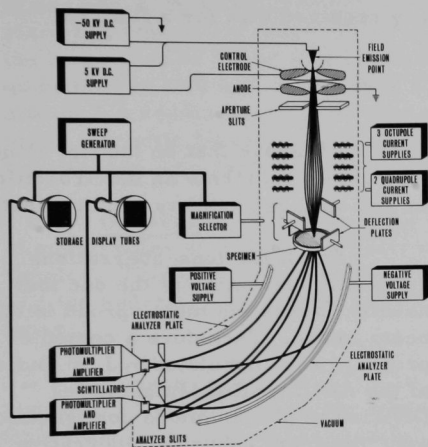 –50 KV D.C.
SUPPLY
5 KV D.C.
SUPPLY
CONTROL
ELECTRODE
FIELD
EMISSION
POINT
ANODE
APERTURE
SLITS
SWEEP
GENERATOR
3 OCTUPOLE
CURRENT
SUPPLIES
2 QUADRUPOLE
CURRENT
SUPPLIES
MAGNIFICATION
SELECTOR
STORAGE
DISPLAY TUBES
DEFLECTION
PLATES
SPECIMEN
POSITIVE
VOLTAGE
SUPPLY
NEGATIVE
VOLTAGE
SUPPLY
ELECTROSTATIC
ANALYZER PLATE
ELECTROSTATIC
ANALYZER
PLATE
PHOTOMULTIPLIER
AND
AMPLIFIER
SCINTILLATORS
PHOTOMULTIPLIER
AND
AMPLIFIER
ANALYZER SLITS
VACUUM